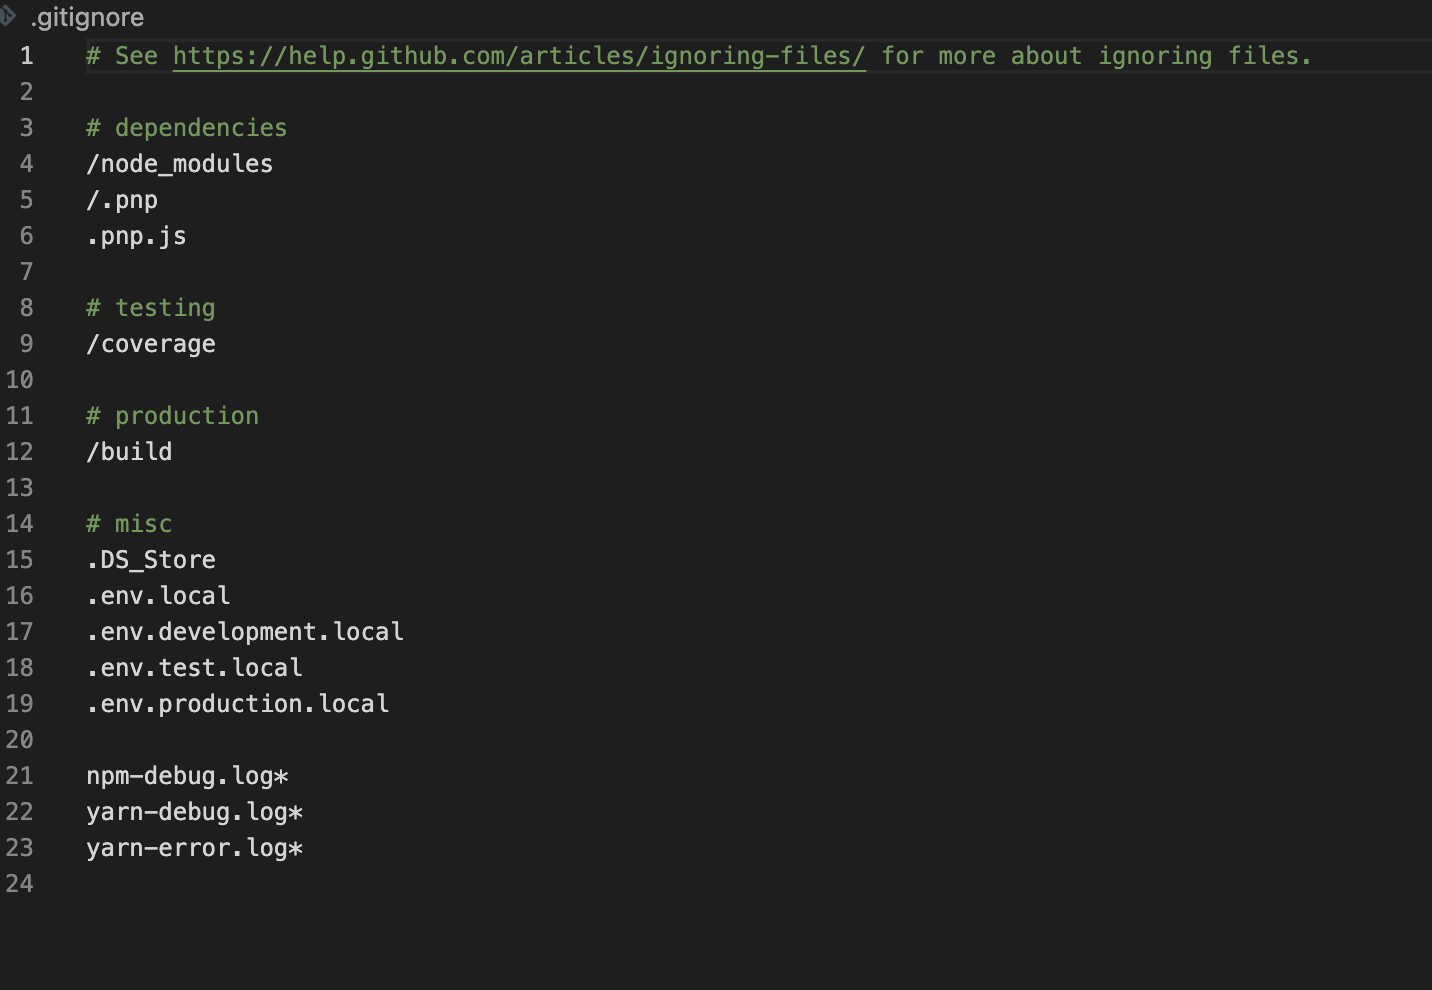 .gitignore
1 # See https://help.github.com/articles/ignoring-files/ for more about ignoring files.
2
3 # dependencies
4 /node_modules
5 /.pnp
6 .pnp.js
7
8 # testing
9 /coverage
10
11 # production
12 /build
13
14 # misc
15 .DS_Store
16 .env.local
17 .env.development.local
18 .env.test.local
19 .env.production.local
20
21 npm-debug.log*
22 yarn-debug.log*
23 yarn-error.log*
24